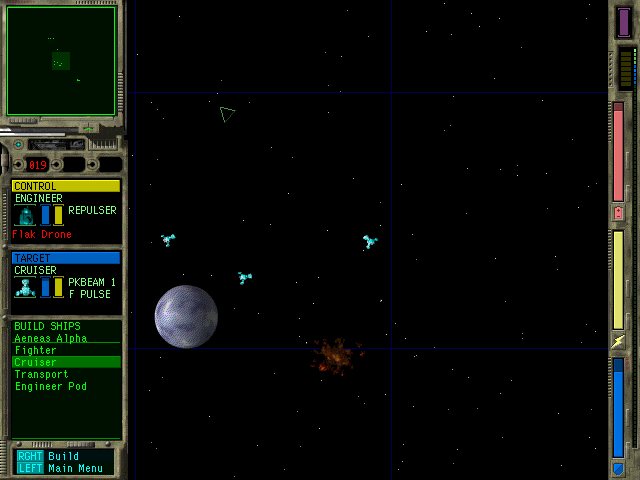 019
CONTROL
ENGINEER
REPULSER
Flak Drone
TARGET
CRUISER
PKBEAM 1
F PULSE
BUILD SHIPS
Aeneas Alpha
Fighter
Cruiser
Transport
Engineer Pod
RGHT Build
LEFT Main Menu